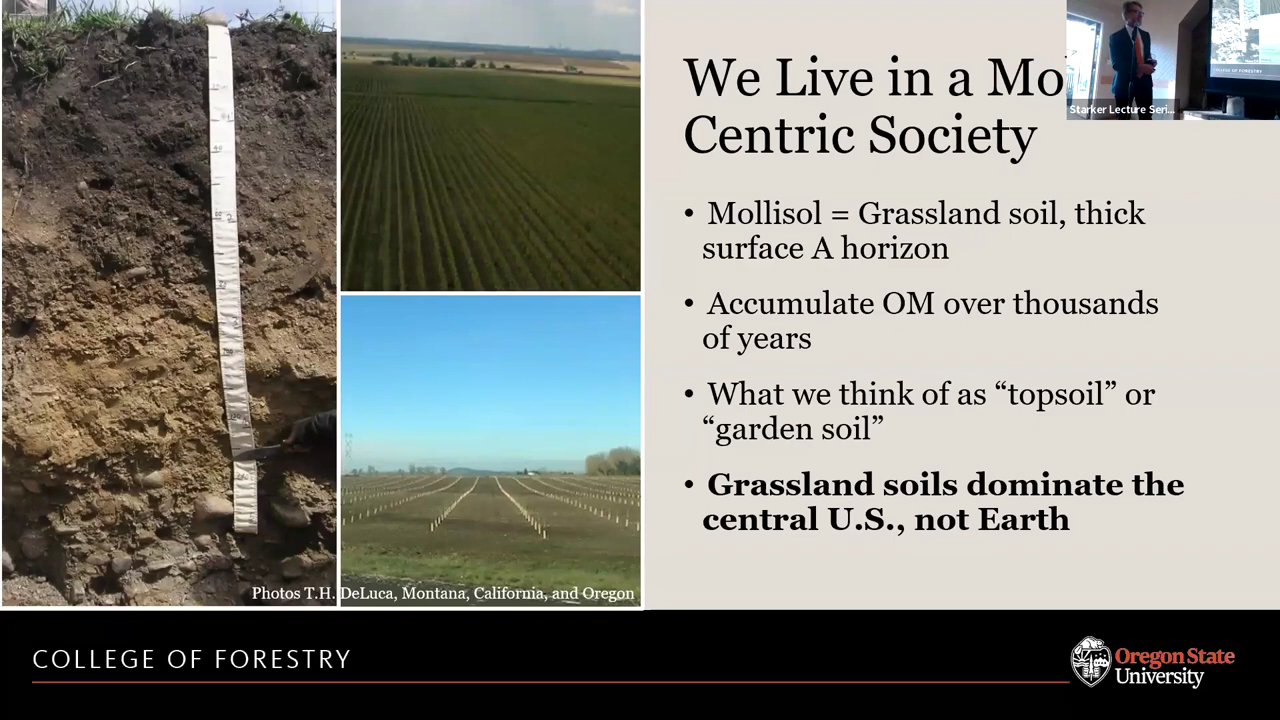 We Live in a Mo
Centric Society
Starker Lecture Seri...
• Mollisol = Grassland soil, thick
surface A horizon
• Accumulate OM over thousands
of years
• What we think of as “topsoil” or
“garden soil”
• Grassland soils dominate the
central U.S., not Earth
Photos T.H. DeLuca, Montana, California, and Oregon
COLLEGE OF FORESTRY
Oregon State
University